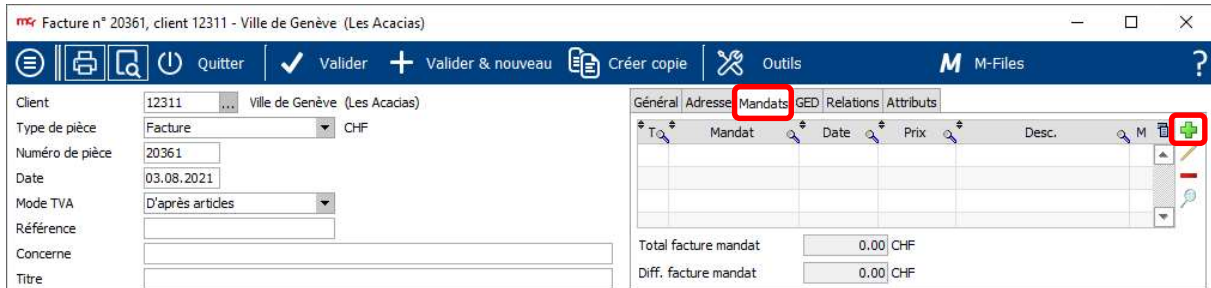 mcr Facture n° 20361, client 12311 - Ville de Genève (Les Acacias)
Quitter Valider Valider & nouveau Créer copie Outils M M-Files ?
Client 12311 ... Ville de Genève (Les Acacias)
Type de pièce Facture CHF
Numéro de pièce 20361
Date 03.08.2021
Mode TVA D'après articles
Référence
Concerne
Titre
Général Adresse Mandats GED Relations Attributs
T Mandat Date Prix Desc. M
Total facture mandat 0.00 CHF
Diff. facture mandat 0.00 CHF